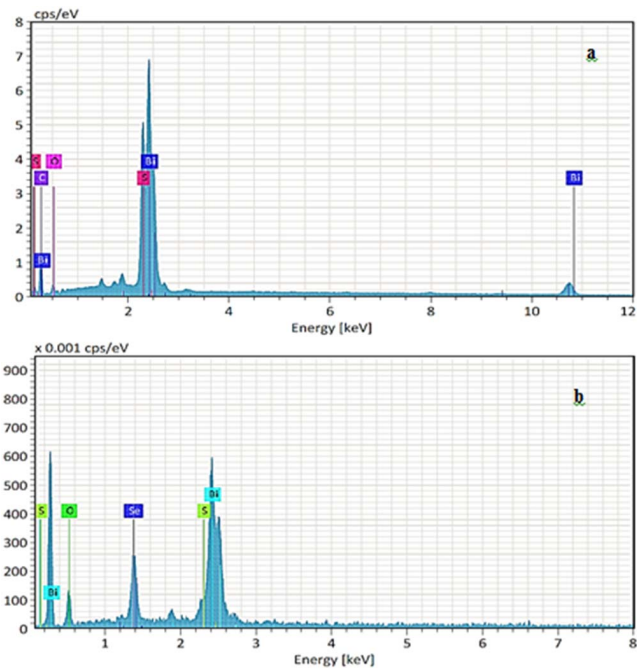 cps/eV
8
7
6
5
4
3
2
1
0
a
S O Bi
C S Bi
Bi
2 4 6 8 10 12
Energy [keV]
x 0.001 cps/eV
900
800
700
600
500
400
300
200
100
0
b
Bi
S O Se S
Bi
1 2 3 4 5 6 7 8
Energy [keV]